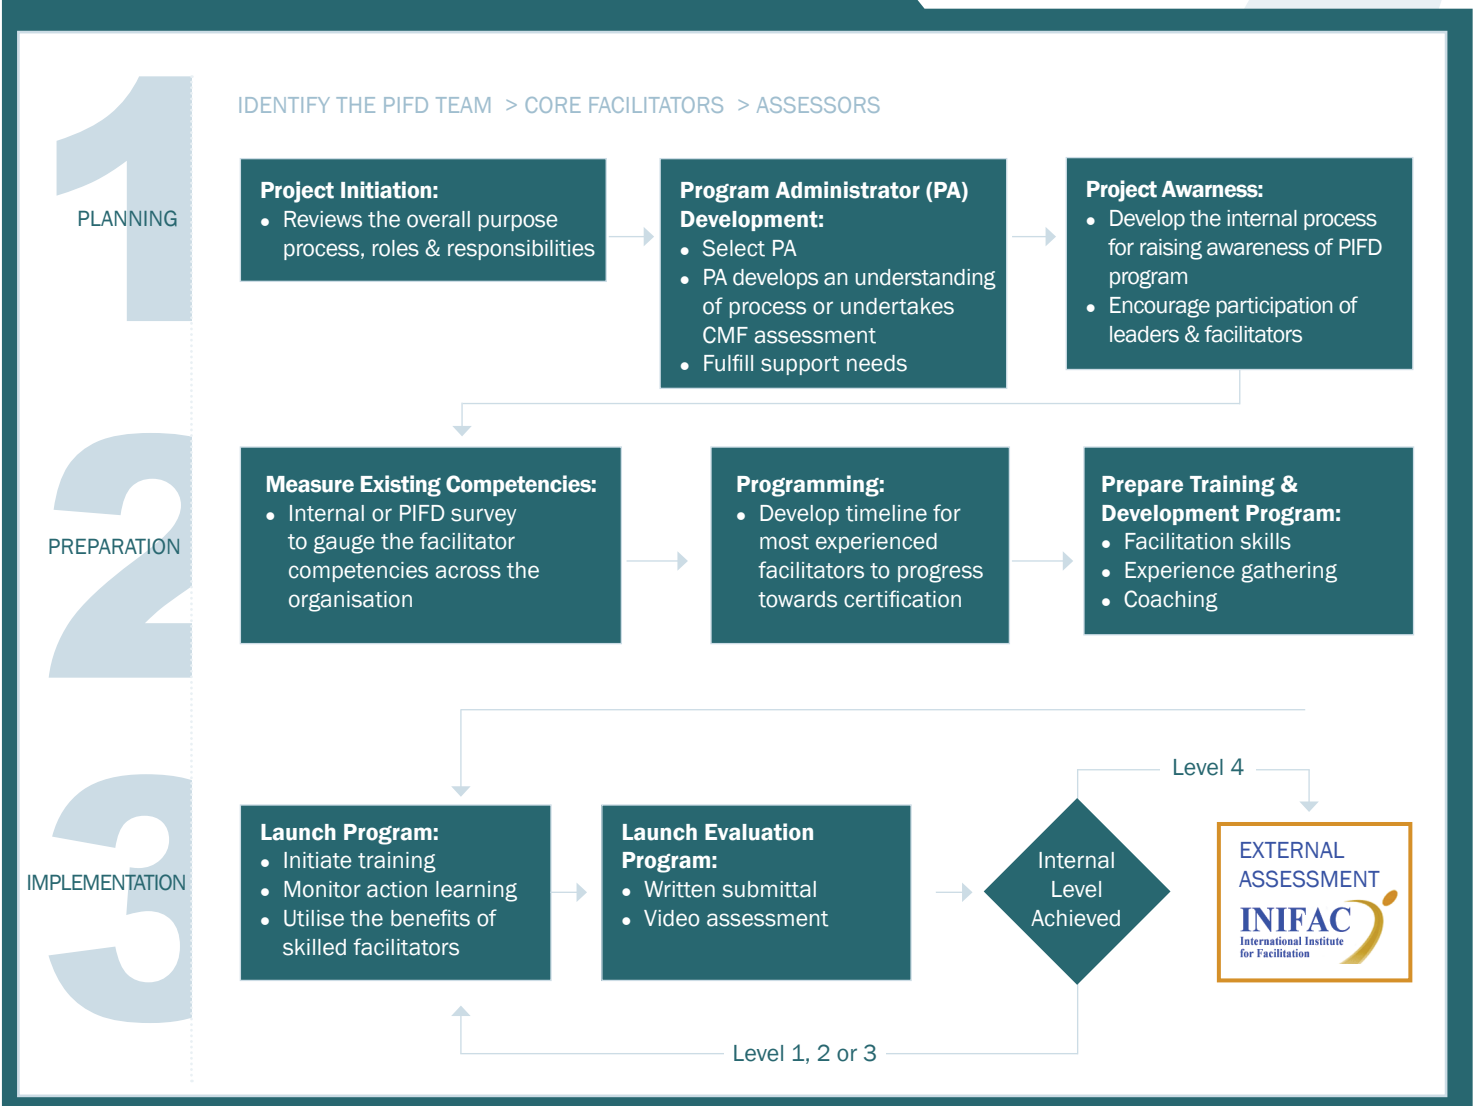 IDENTIFY THE PIFD TEAM > CORE FACILITATORS > ASSESSORS
1
PLANNING
Project Initiation:
• Reviews the overall purpose
process, roles & responsibilities
Program Administrator (PA)
Development:
• Select PA
• PA develops an understanding
of process or undertakes
CMF assessment
• Fulfill support needs
Project Awarness:
• Develop the internal process
for raising awareness of PIFD
program
• Encourage participation of
leaders & facilitators
2
PREPARATION
Measure Existing Competencies:
• Internal or PIFD survey
to gauge the facilitator
competencies across the
organisation
Programming:
• Develop timeline for
most experienced
facilitators to progress
towards certification
Prepare Training &
Development Program:
• Facilitation skills
• Experience gathering
• Coaching
3
IMPLEMENTATION
Launch Program:
• Initiate training
• Monitor action learning
• Utilise the benefits of
skilled facilitators
Launch Evaluation
Program:
• Written submittal
• Video assessment
Internal
Level
Achieved
Level 4
EXTERNAL
ASSESSMENT
INIFAC
International Institute
for Facilitation
Level 1, 2 or 3